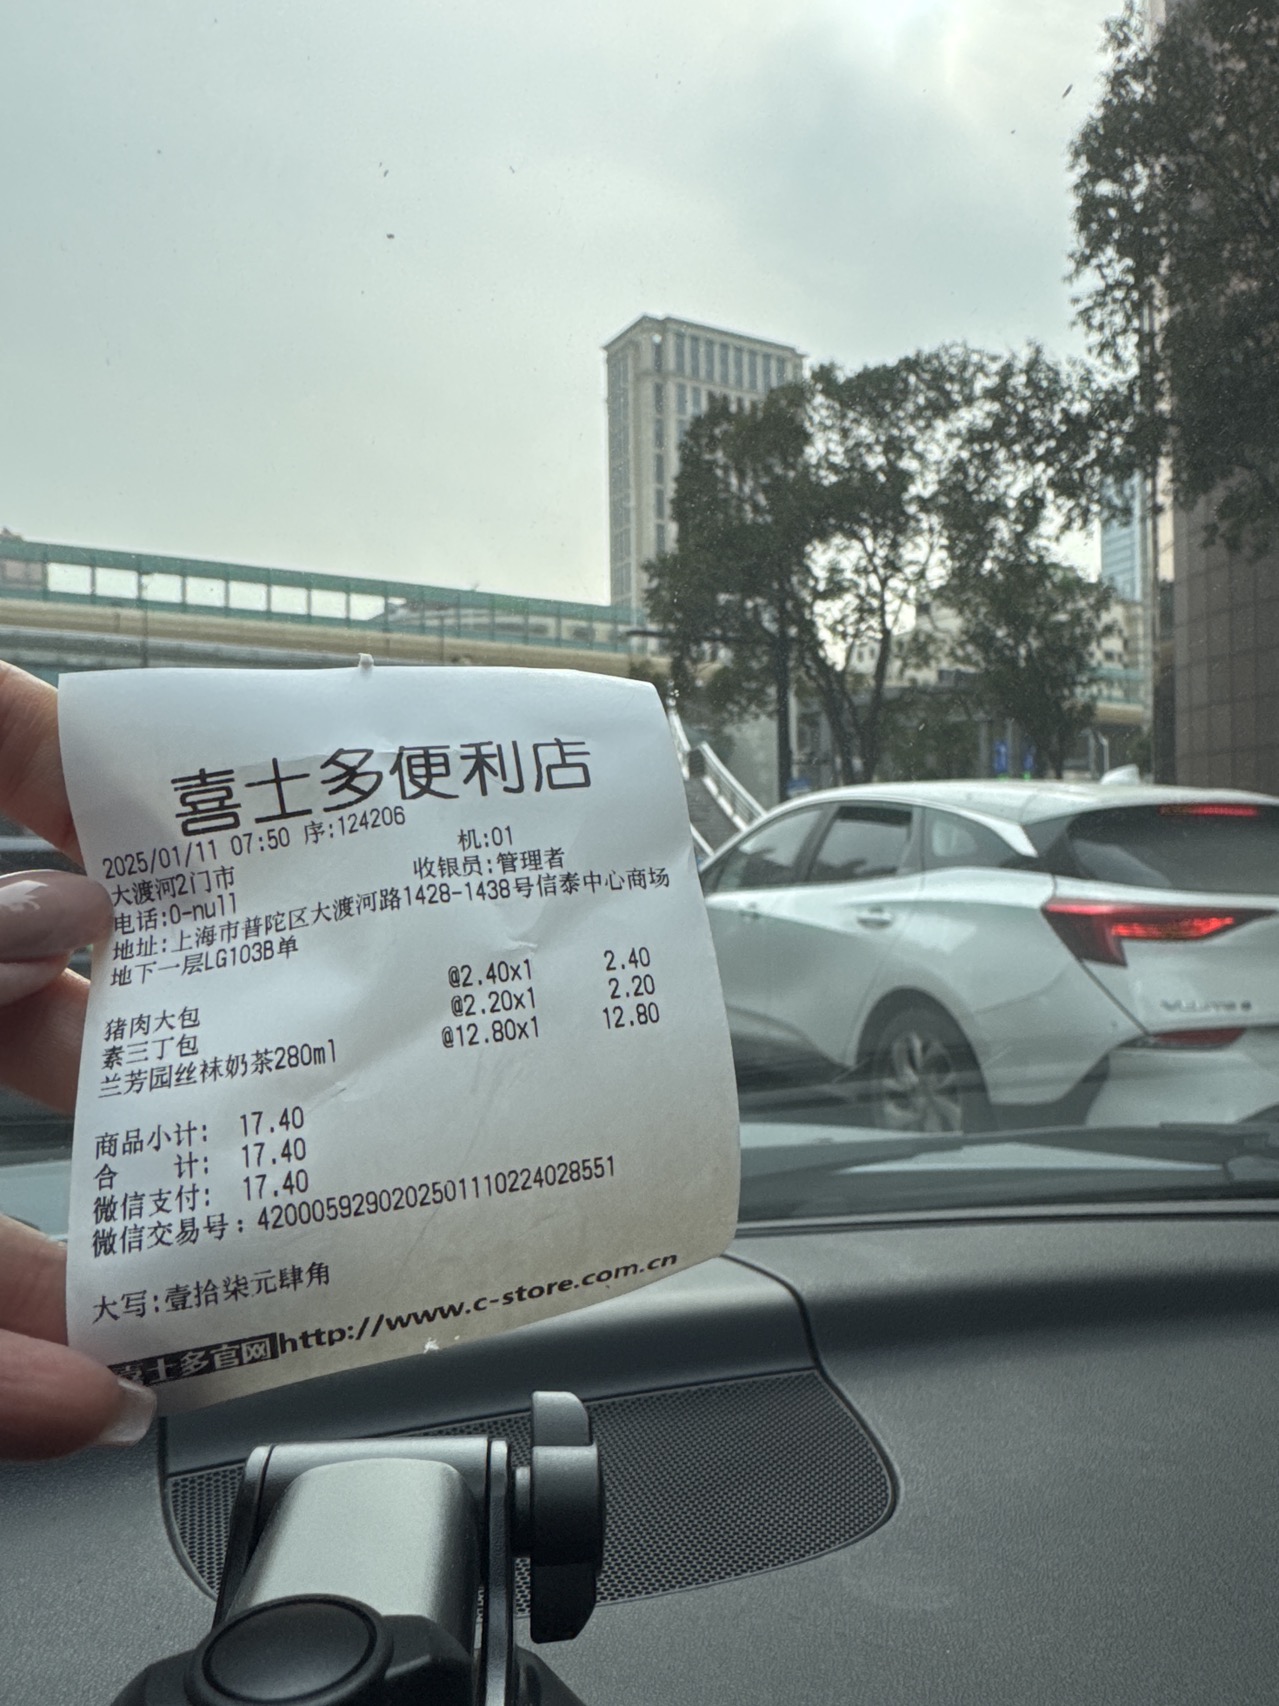 喜士多便利店
2025/01/11 07:50 序:124206
大渡河2门市 机:01
电话:0-null 收银员:管理者
地址:上海市普陀区大渡河路1428-1438号信泰中心商场
地下一层LG103B单
猪肉大包 @2.40x1 2.40
素三丁包 @2.20x1 2.20
兰芳园丝袜奶茶280ml @12.80x1 12.80
商品小计: 17.40
合 计: 17.40
微信支付: 17.40
微信交易号:4200059290202501110224028551
大写:壹拾柒元肆角
喜士多官网http://www.c-store.com.cn